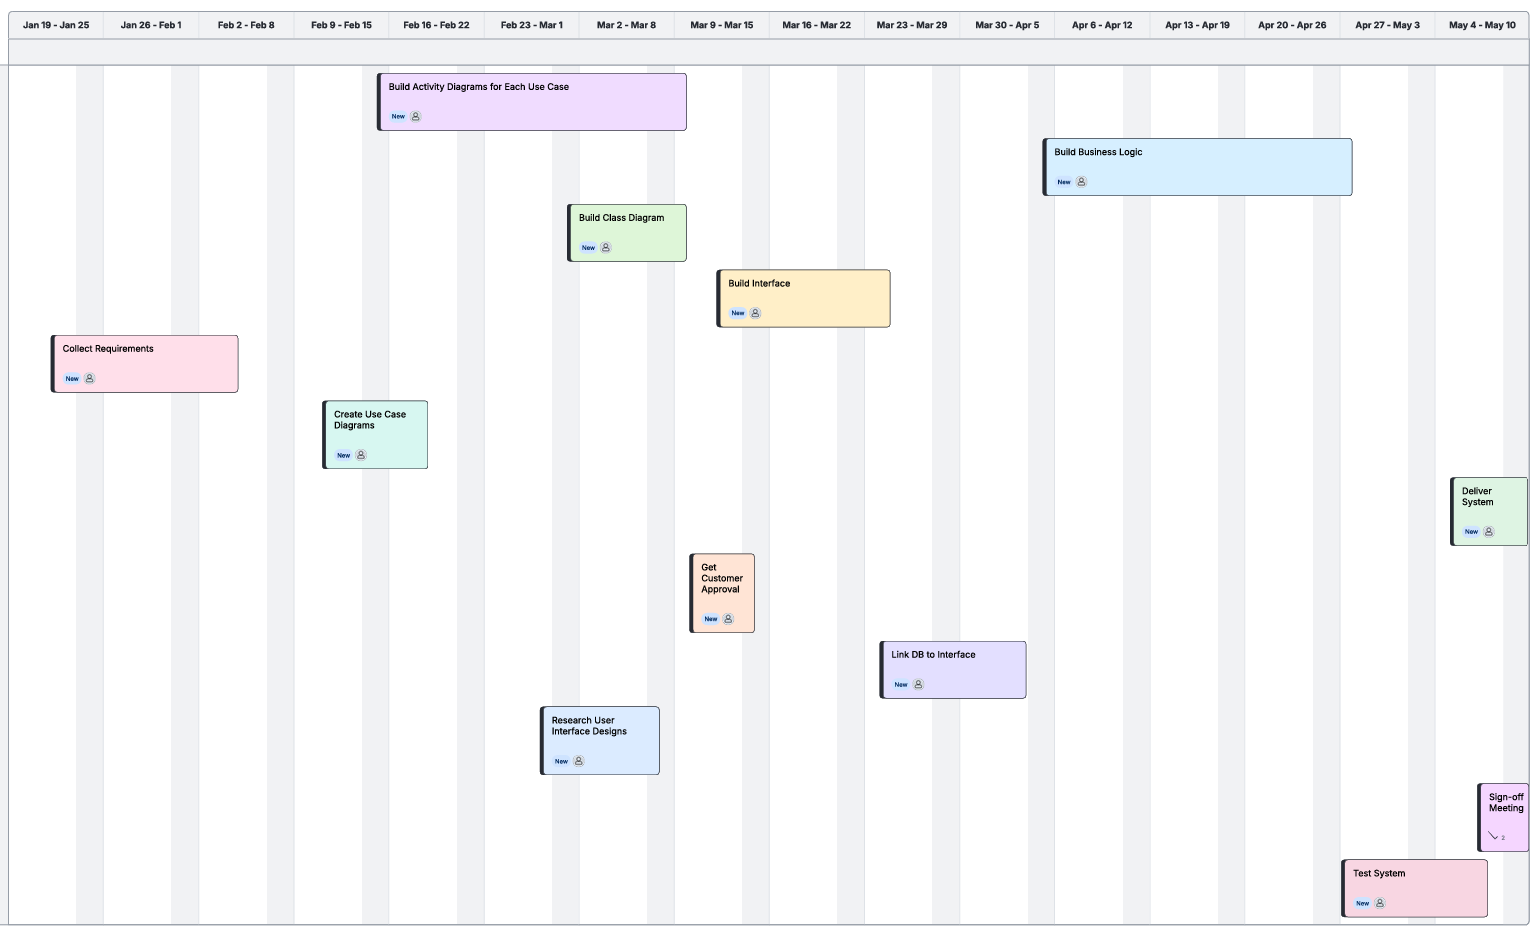 Jan 19 - Jan 25
Jan 26 - Feb 1
Feb 2 - Feb 8
Feb 9 - Feb 15
Feb 16 - Feb 22
Feb 23 - Mar 1
Mar 2 - Mar 8
Mar 9 - Mar 15
Mar 16 - Mar 22
Mar 23 - Mar 29
Mar 30 - Apr 5
Apr 6 - Apr 12
Apr 13 - Apr 19
Apr 20 - Apr 26
Apr 27 - May 3
May 4 - May 10
Build Activity Diagrams for Each Use Case
New
Build Business Logic
New
Build Class Diagram
New
Build Interface
New
Collect Requirements
New
Create Use Case
Diagrams
New
Deliver
System
New
Get
Customer
Approval
New
Link DB to Interface
New
Research User
Interface Designs
New
Sign-off
Meeting
2
Test System
New